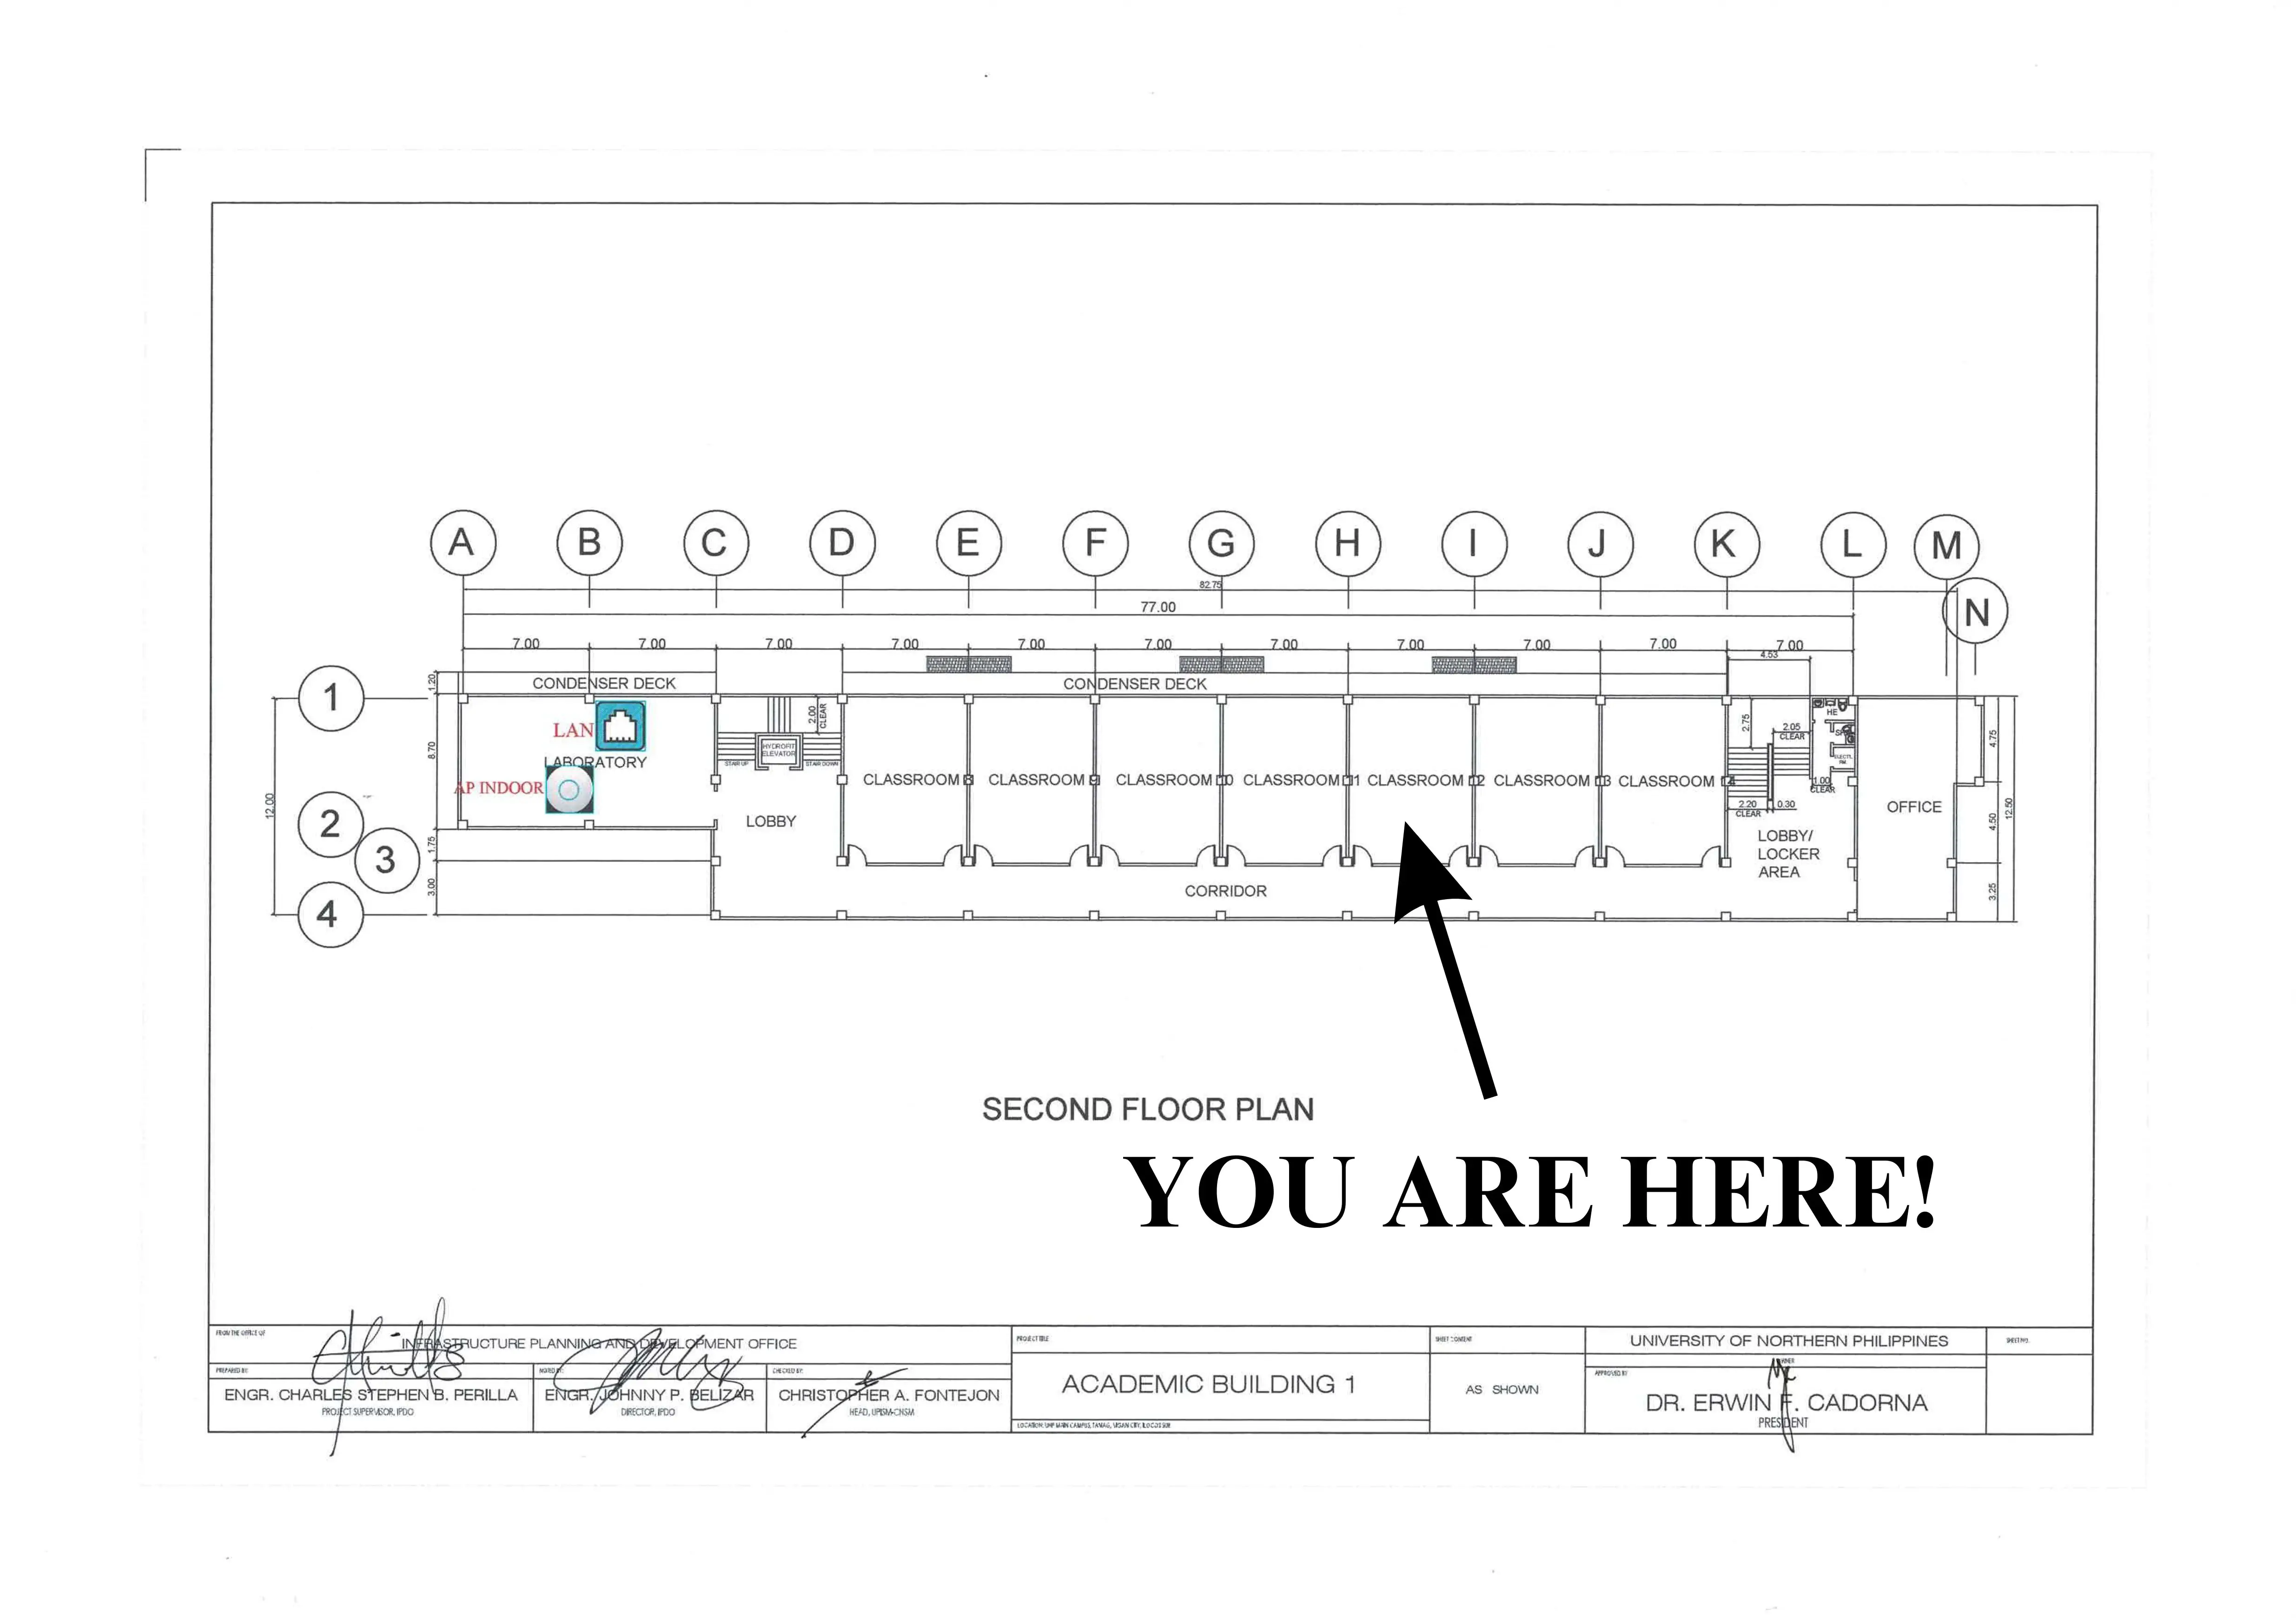 A B C D E F G H I J K L M
N
82.75
77.00
7.00 7.00 7.00 7.00 7.00 7.00 7.00 7.00 7.00 7.00 7.00
4.53
1
2
3
4
1.20
8.70
12.00
1.75
3.00
CONDENSER DECK
CONDENSER DECK
LAN
LABORATORY
AP INDOOR
2.00
CLEAR
HYDROFIT
ELEVATOR
STAIR UP
STAIR DOWN
LOBBY
CLASSROOM 8
CLASSROOM 9
CLASSROOM 10
CLASSROOM 11
CLASSROOM 12
CLASSROOM 13
CLASSROOM 14
CORRIDOR
2.75
2.05
CLEAR
HE
1.00
CLEAR
2.20 0.30
CLEAR
LOBBY/
LOCKER
AREA
OFFICE
4.75
4.50
12.50
3.25
SECOND FLOOR PLAN
YOU ARE HERE!
FROM THE OFFICE OF
INFRASTRUCTURE PLANNING AND DEVELOPMENT OFFICE
PREPARED BY:
ENGR. CHARLES STEPHEN B. PERILLA
PROJECT SUPERVISOR, IPDO
NOTED BY:
ENGR. JOHNNY P. BELIZAR
DIRECTOR, IPDO
CHECKED BY:
CHRISTOPHER A. FONTEJON
HEAD, UPISM-CNSM
PROJECT TITLE
ACADEMIC BUILDING 1
LOCATION: UNP MAIN CAMPUS, TAMAG, VIGAN CITY, ILOCOS SUR
SHEET CONTENT
AS SHOWN
UNIVERSITY OF NORTHERN PHILIPPINES
OWNER
APPROVED BY
DR. ERWIN F. CADORNA
PRESIDENT
SHEET NO.